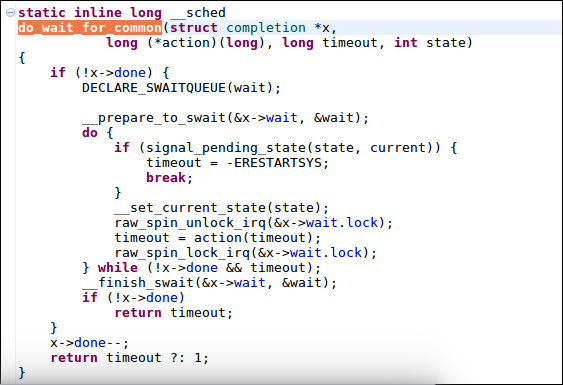 static inline long __sched
do_wait_for_common(struct completion *x,
           long (*action)(long), long timeout, int state)
{
    if (!x->done) {
        DECLARE_SWAITQUEUE(wait);

        __prepare_to_swait(&x->wait, &wait);
        do {
            if (signal_pending_state(state, current)) {
                timeout = -ERESTARTSYS;
                break;
            }
            __set_current_state(state);
            raw_spin_unlock_irq(&x->wait.lock);
            timeout = action(timeout);
            raw_spin_lock_irq(&x->wait.lock);
        } while (!x->done && timeout);
        __finish_swait(&x->wait, &wait);
        if (!x->done)
            return timeout;
    }
    x->done--;
    return timeout ?: 1;
}